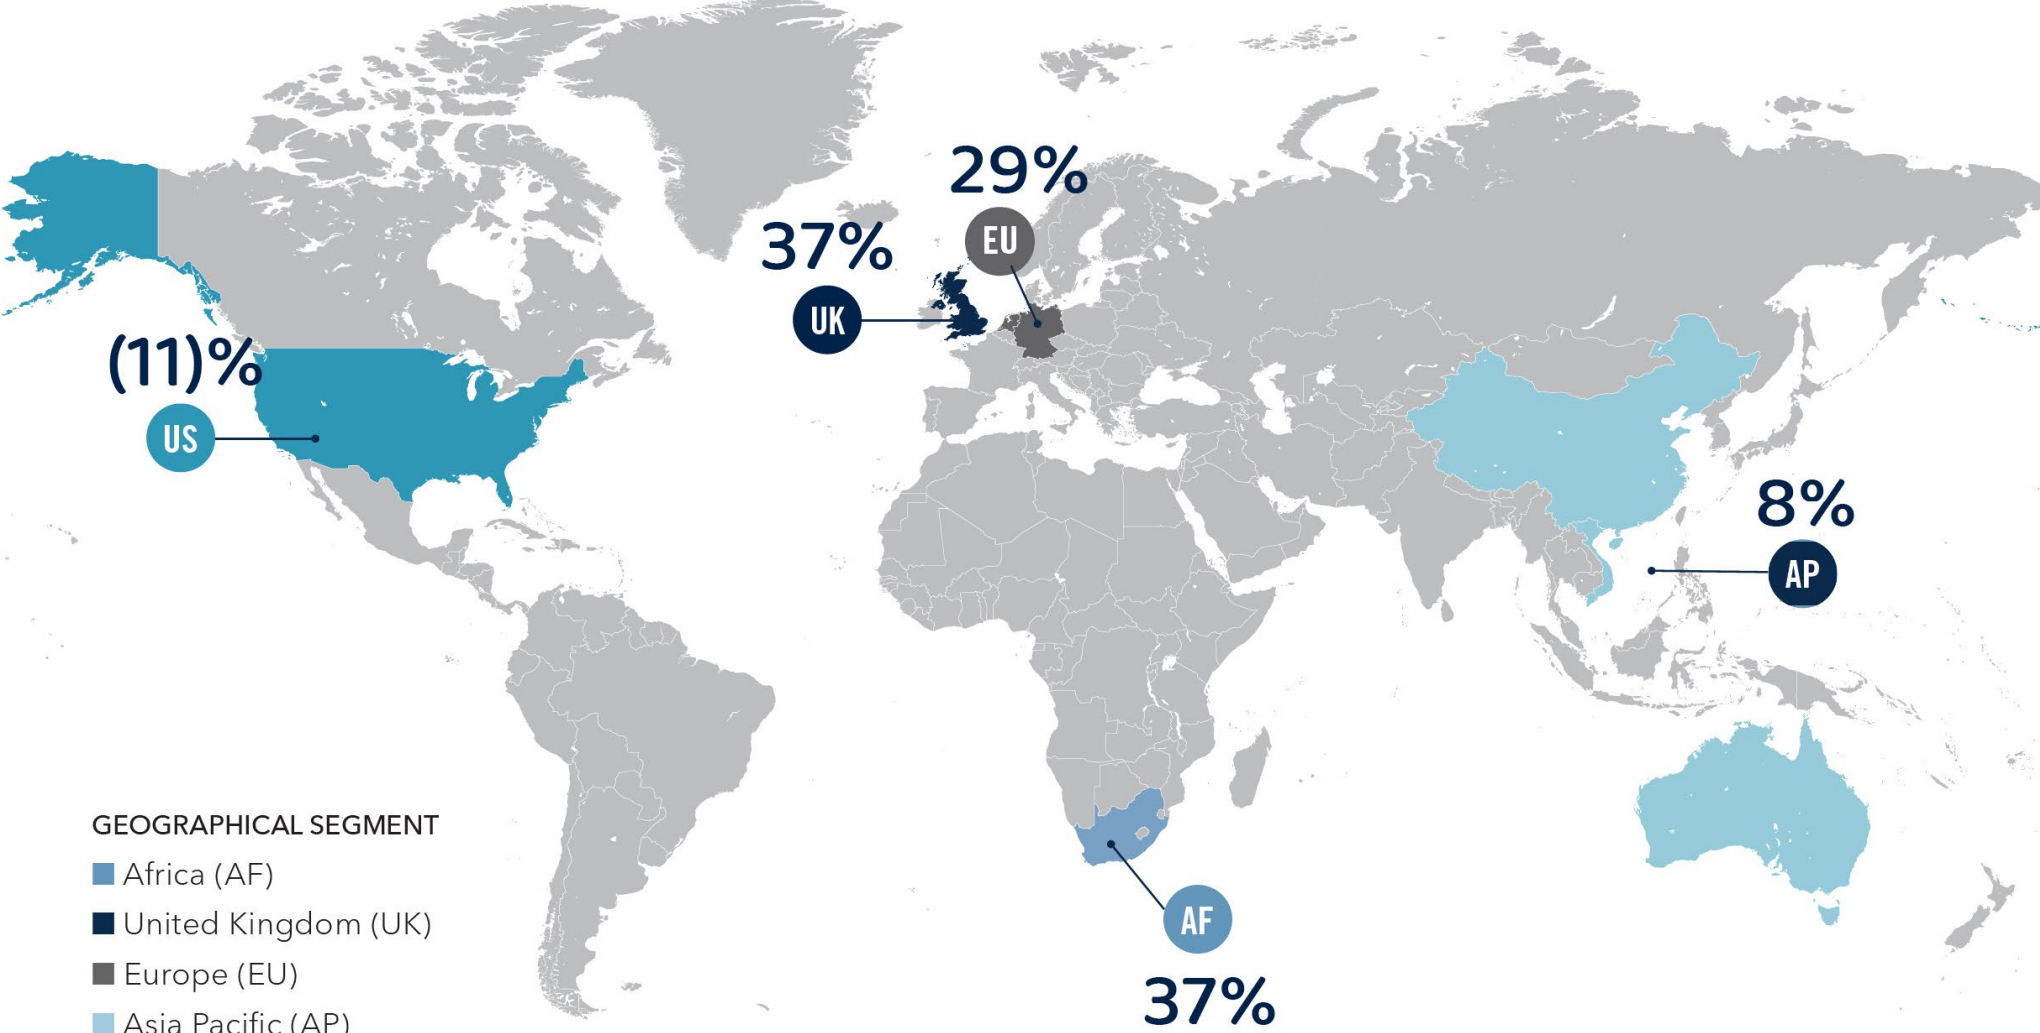 29%
EU
37%
UK
(11)%
US
8%
AP
GEOGRAPHICAL SEGMENT
Africa (AF)
United Kingdom (UK)
Europe (EU)
Asia Pacific (AP)
AF
37%